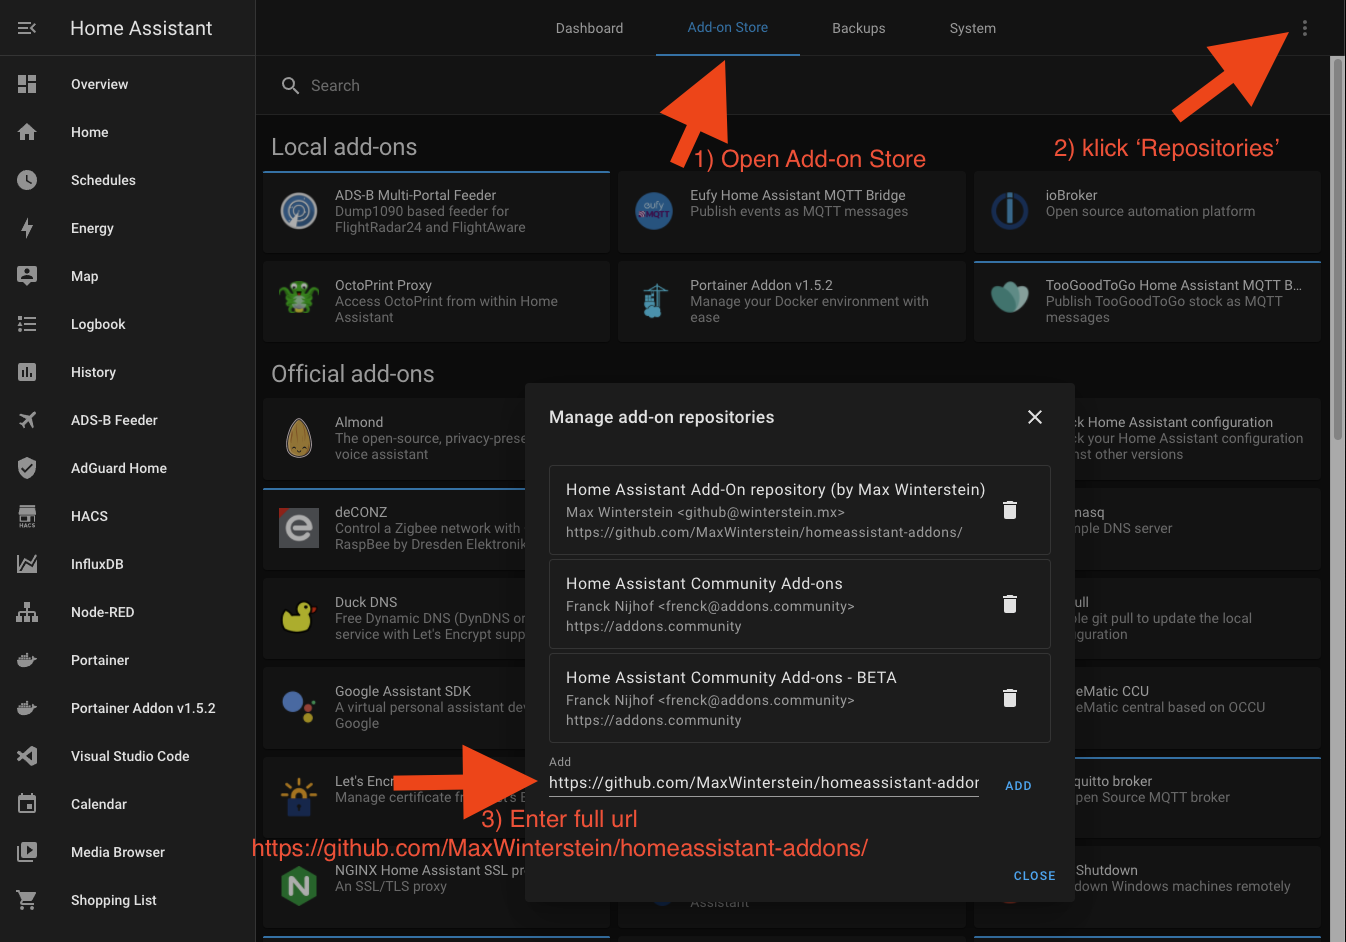 Home Assistant
Dashboard
Add-on Store
Backups
System
Overview
Home
Schedules
Energy
Map
Logbook
History
ADS-B Feeder
AdGuard Home
HACS
HACS
InfluxDB
Node-RED
Portainer
Portainer Addon v1.5.2
Visual Studio Code
Calendar
Media Browser
Shopping List
Search
1) Open Add-on Store
2) klick ‘Repositories’
Local add-ons
ADS-B Multi-Portal Feeder
Dump1090 based feeder for
FlightRadar24 and FlightAware
eufy
MQTT
Eufy Home Assistant MQTT Bridge
Publish events as MQTT messages
ioBroker
Open source automation platform
OctoPrint Proxy
Access OctoPrint from within Home
Assistant
Portainer Addon v1.5.2
Manage your Docker environment with
ease
TooGoodToGo Home Assistant MQTT B...
Publish TooGoodToGo stock as MQTT
messages
Official add-ons
Almond
The open-source, privacy-prese
voice assistant
ck Home Assistant configuration
ck your Home Assistant configuration
nst other versions
deCONZ
Control a Zigbee network with
RaspBee by Dresden Elektronik
nasq
nple DNS server
Duck DNS
Free Dynamic DNS (DynDNS or
service with Let's Encrypt supp
ull
ple git pull to update the local
guration
Google Assistant SDK
A virtual personal assistant dev
Google
eMatic CCU
eMatic central based on OCCU
Let's Enc
Manage certificate fr
t's E
quitto broker
pen Source MQTT broker
NGINX Home Assistant SSL pr
An SSL/TLS proxy
Assistant
Shutdown
down Windows machines remotely
Manage add-on repositories
Home Assistant Add-On repository (by Max Winterstein)
Max Winterstein <github@winterstein.mx>
https://github.com/MaxWinterstein/homeassistant-addons/
Home Assistant Community Add-ons
Franck Nijhof <frenck@addons.community>
https://addons.community
Home Assistant Community Add-ons - BETA
Franck Nijhof <frenck@addons.community>
https://addons.community
Add
https://github.com/MaxWinterstein/homeassistant-addor
ADD
3) Enter full url
https://github.com/MaxWinterstein/homeassistant-addons/
CLOSE